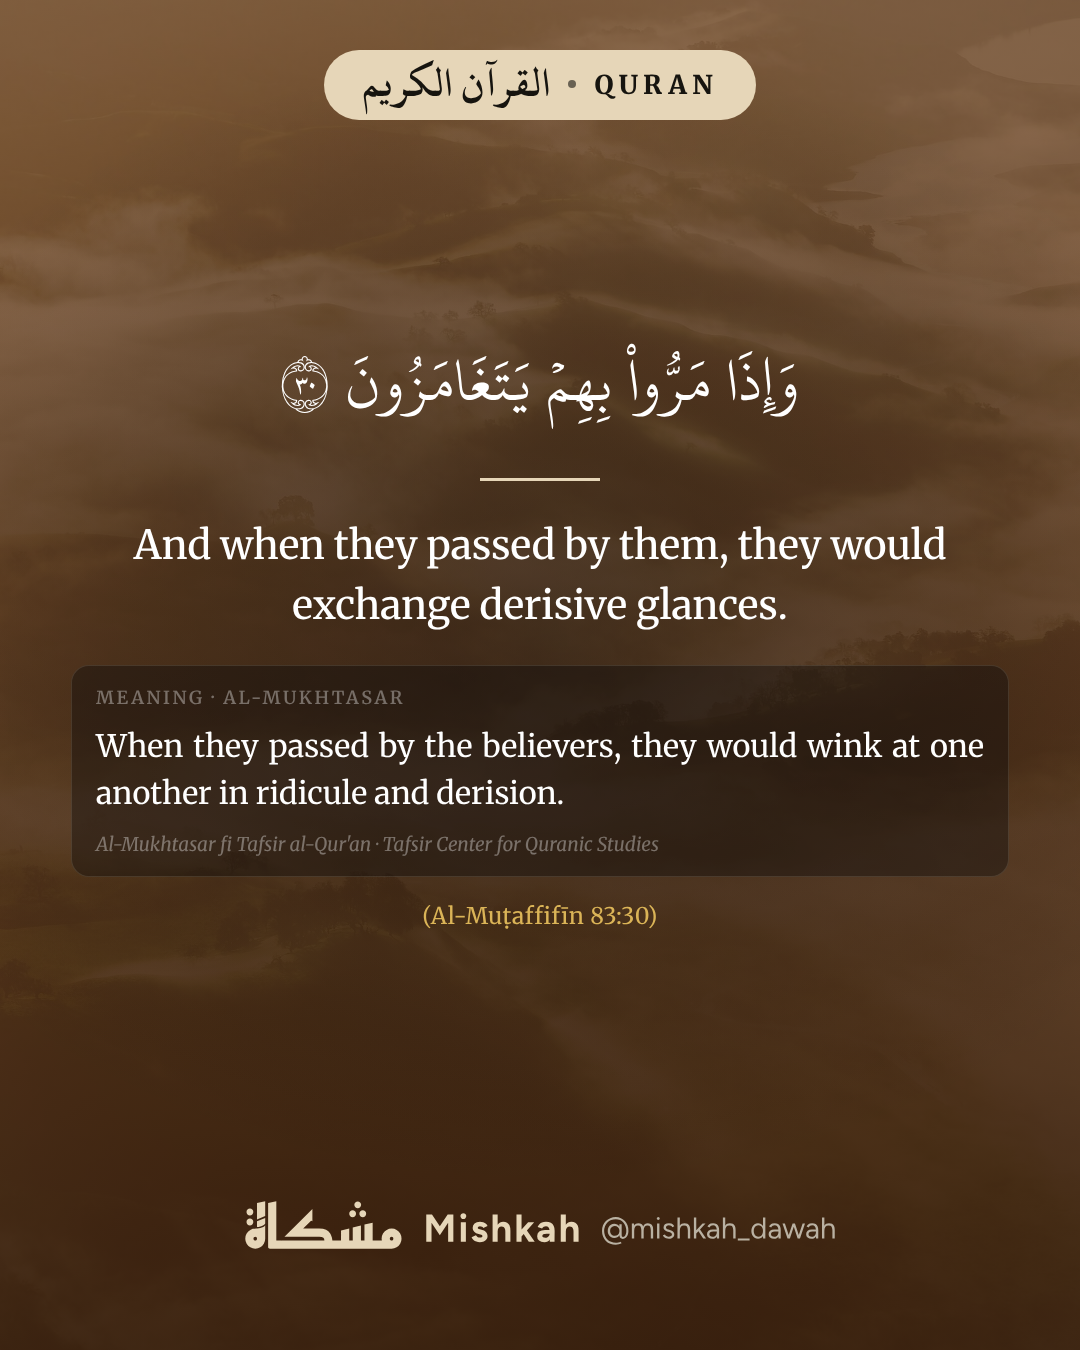 القرآن الكريم • QURAN
وَإِذَا مَرُّوا۟ بِهِمْ يَتَغَامَزُونَ ٣٠
And when they passed by them, they would
exchange derisive glances.
MEANING · AL-MUKHTASAR
When they passed by the believers, they would wink at one
another in ridicule and derision.
Al-Mukhtasar fi Tafsir al-Qur'an · Tafsir Center for Quranic Studies
(Al-Muṭaffifīn 83:30)
مشكاة Mishkah @mishkah_dawah